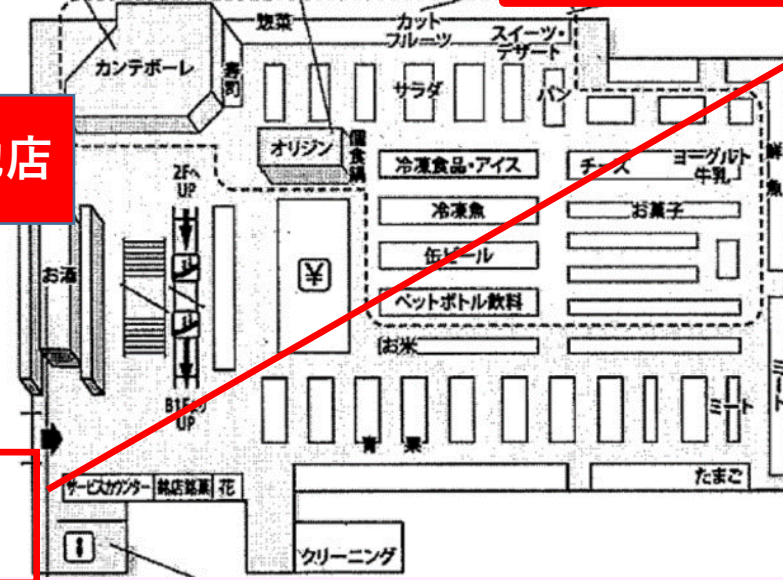 惣菜
カット
フルーツ
スイーツ・
デザート
カンテボーレ
寿司
サラダ
パン
店
オリジン
個食鍋
冷凍食品・アイス
チーズ
ヨーグルト
牛乳
鮮魚
2Fへ
UP
冷凍魚
お菓子
お酒
缶ビール
ペットボトル飲料
お米
B1Fより
UP
青果
ミート
たまご
サービスカウンター
銘店銘菓
花
クリーニング